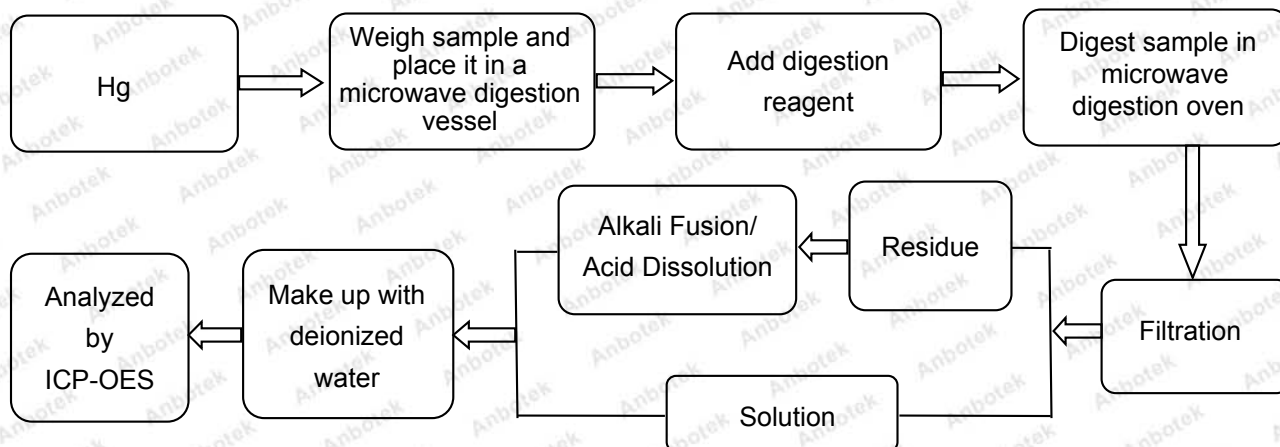 Hg
Weigh sample and
place it in a
microwave digestion
vessel
Add digestion
reagent
Digest sample in
microwave
digestion oven
Filtration
Residue
Alkali Fusion/
Acid Dissolution
Solution
Make up with
deionized
water
Analyzed
by
ICP-OES
Anbotek